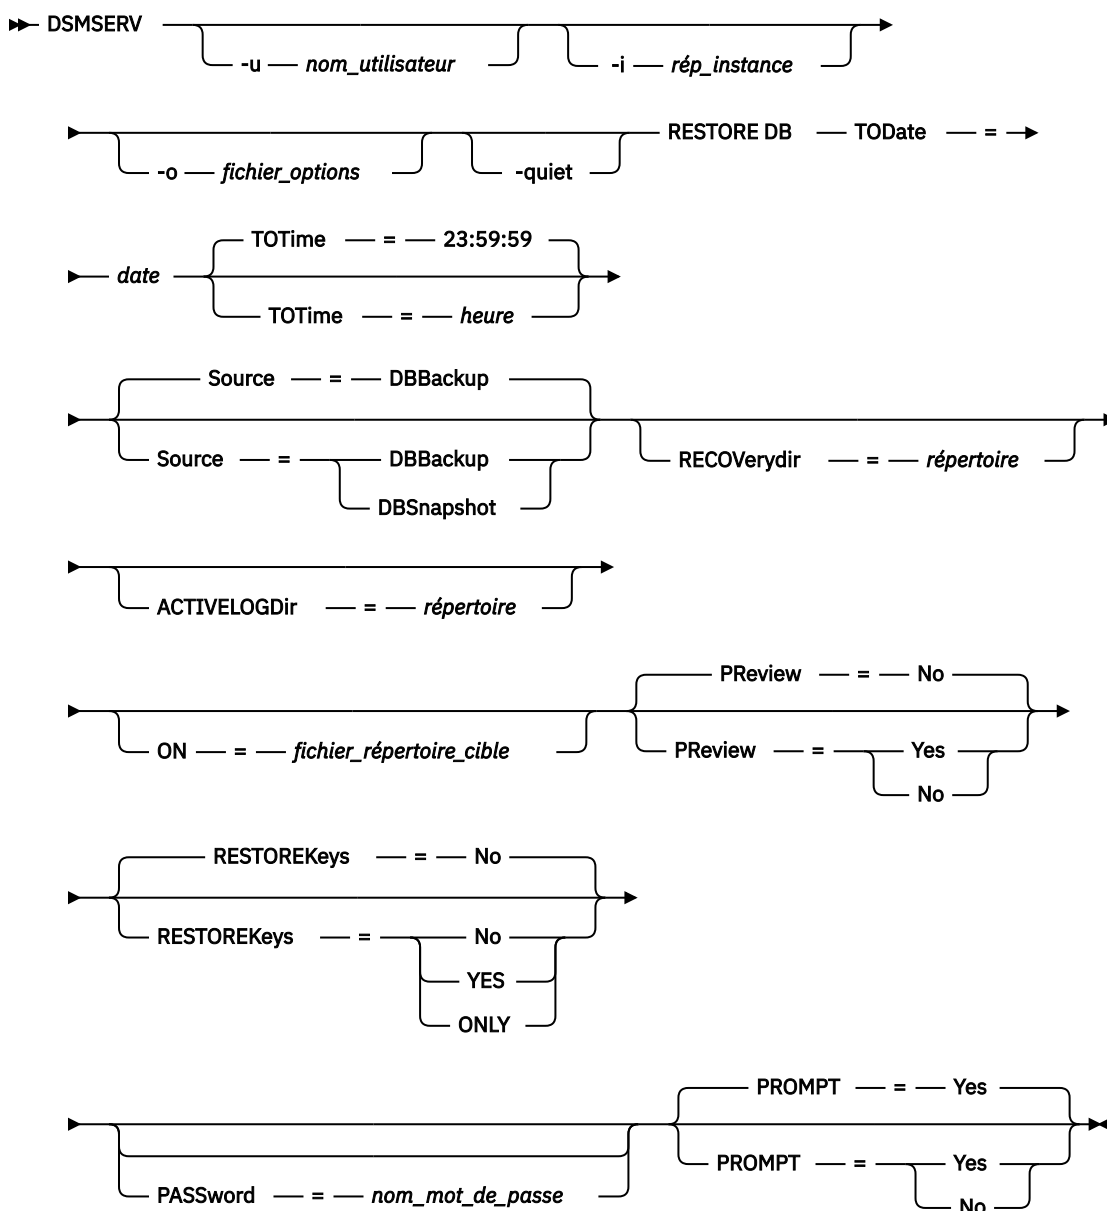 DSMSERV
-u nom_utilisateur -i rép_instance
-o fichier_options -quiet RESTORE DB TODate =
date TOTime = 23:59:59
TOTime = heure
Source = DBBackup
Source = DBBackup RECOVerydir = répertoire
DBSnapshot
ACTIVELOGDir = répertoire
PReview = No
ON = fichier_répertoire_cible PReview = Yes
No
RESTOREKeys = No
RESTOREKeys = No
YES
ONLY
PROMPT = Yes
PROMPT = Yes
PASSword = nom_mot_de_passe No